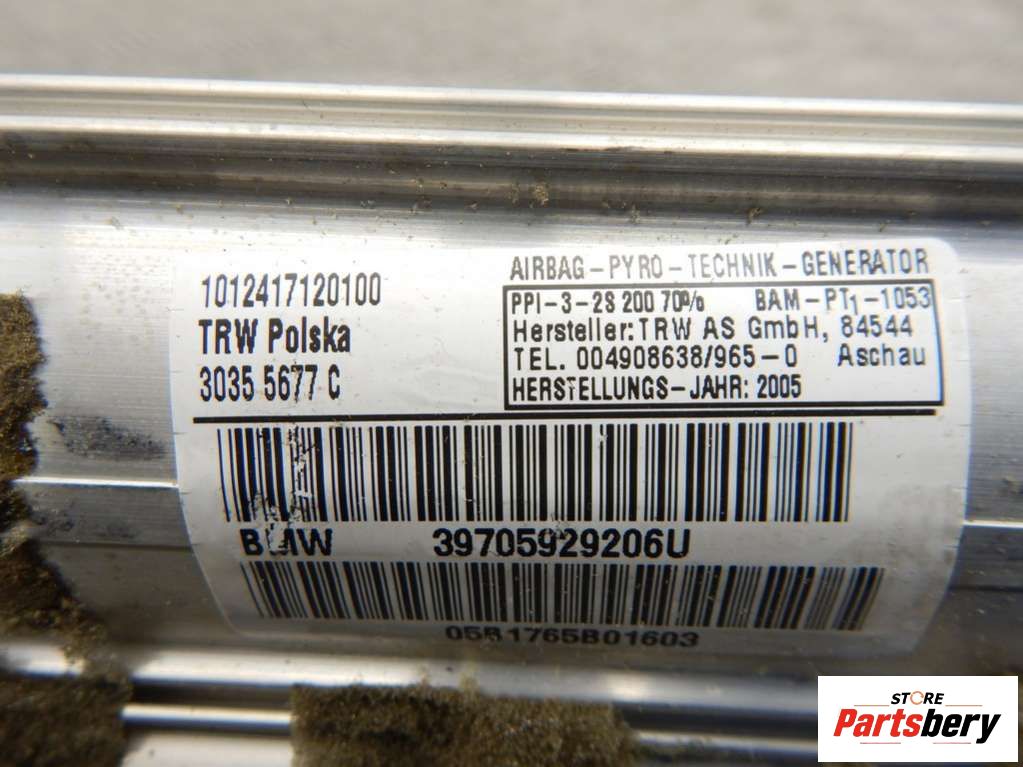 1012417120100
TRW Polska
3035 5677 C
AIRBAG-PYRO-TECHNIK-GENERATOR
PPI-3-2S 200 70% BAM-PT1-1053
Hersteller: TRW AS GmbH, 84544
TEL. 004908638/965-0 Aschau
HERSTELLUNGS-JAHR: 2005
BMW 39705929206U
05B1765B01603
STORE
Partsbery